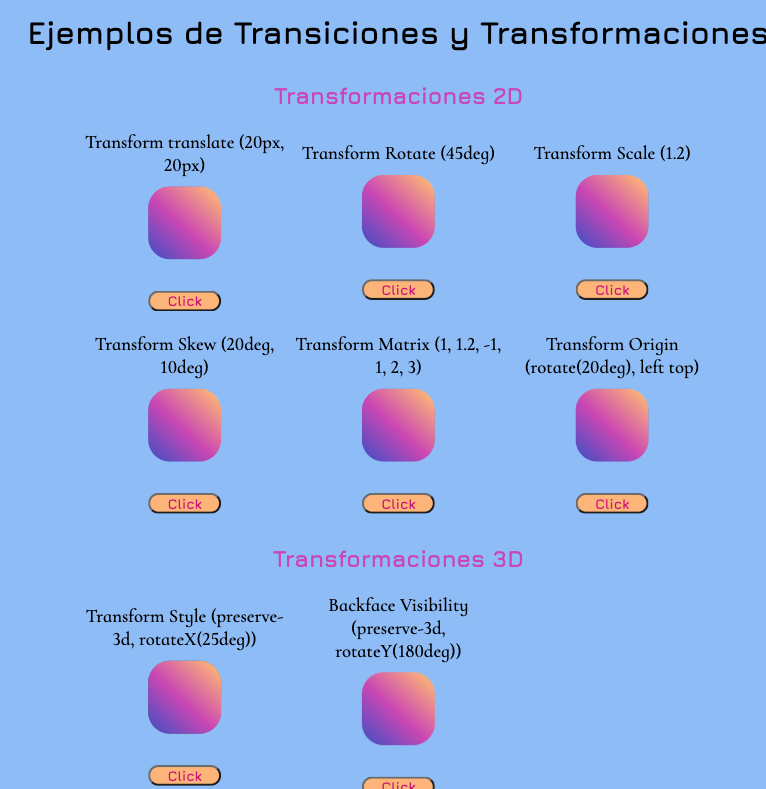 Ejemplos de Transiciones y Transformaciones
Transformaciones 2D
Transform translate (20px,
20px)
Transform Rotate (45deg)
Transform Scale (1.2)
Click
Click
Click
Transform Skew (20deg,
10deg)
Transform Matrix (1, 1.2, -1,
1, 2, 3)
Transform Origin
(rotate(20deg), left top)
Click
Click
Click
Transformaciones 3D
Transform Style (preserve-
3d, rotateX(25deg))
Backface Visibility
(preserve-3d,
rotateY(180deg))
Click
Click